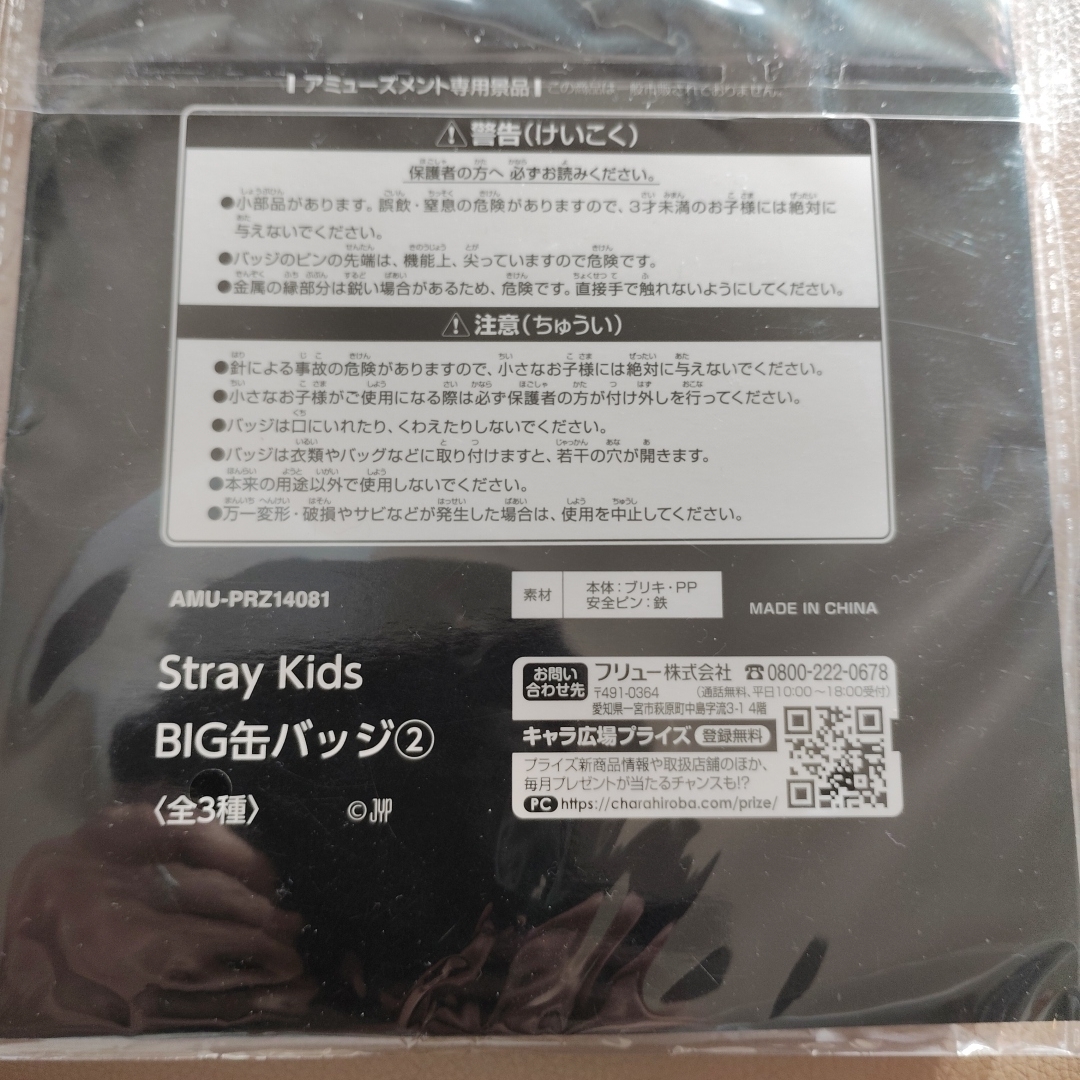 アミューズメント専用景品 この商品は一般市販されておりません。
⚠警告(けいこく)
保護者の方へ 必ずお読みください。
●小部品があります。誤飲・窒息の危険がありますので、3才未満のお子様には絶対に
与えないでください。
●バッジのピンの先端は、機能上、尖っていますので危険です。
●金属の縁部分は鋭い場合があるため、危険です。直接手で触れないようにしてください。
⚠注意(ちゅうい)
●針による事故の危険がありますので、小さなお子様には絶対に与えないでください。
●小さなお子様がご使用になる際は必ず保護者の方が付け外しを行ってください。
●バッジは口にいれたり、くわえたりしないでください。
●バッジは衣類やバッグなどに取り付けますと、若干の穴が開きます。
●本来の用途以外で使用しないでください。
●万一変形・破損やサビなどが発生した場合は、使用を中止してください。
AMU-PRZ14081
素材
本体：ブリキ・PP
安全ピン：鉄
MADE IN CHINA
Stray Kids
BIG缶バッジ②
〈全3種〉
©JYP
お問い合わせ先
フリュー株式会社 ☎0800-222-0678
〒491-0364 (通話無料、平日10:00～18:00受付)
愛知県一宮市萩原町中島字流3-1 4階
キャラ広場プライズ 登録無料
プライズ新商品情報や取扱店舗のほか、
毎月プレゼントが当たるチャンスも!?
PC https://charahiroba.com/prize/